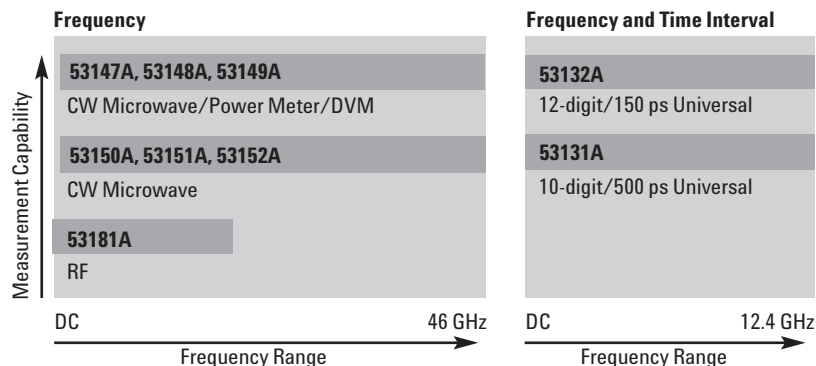 Frequency
53147A, 53148A, 53149A
CW Microwave/Power Meter/DVM
53150A, 53151A, 53152A
CW Microwave
53181A
RF
Measurement Capability
DC 46 GHz
Frequency Range
Frequency and Time Interval
53132A
12-digit/150 ps Universal
53131A
10-digit/500 ps Universal
DC 12.4 GHz
Frequency Range